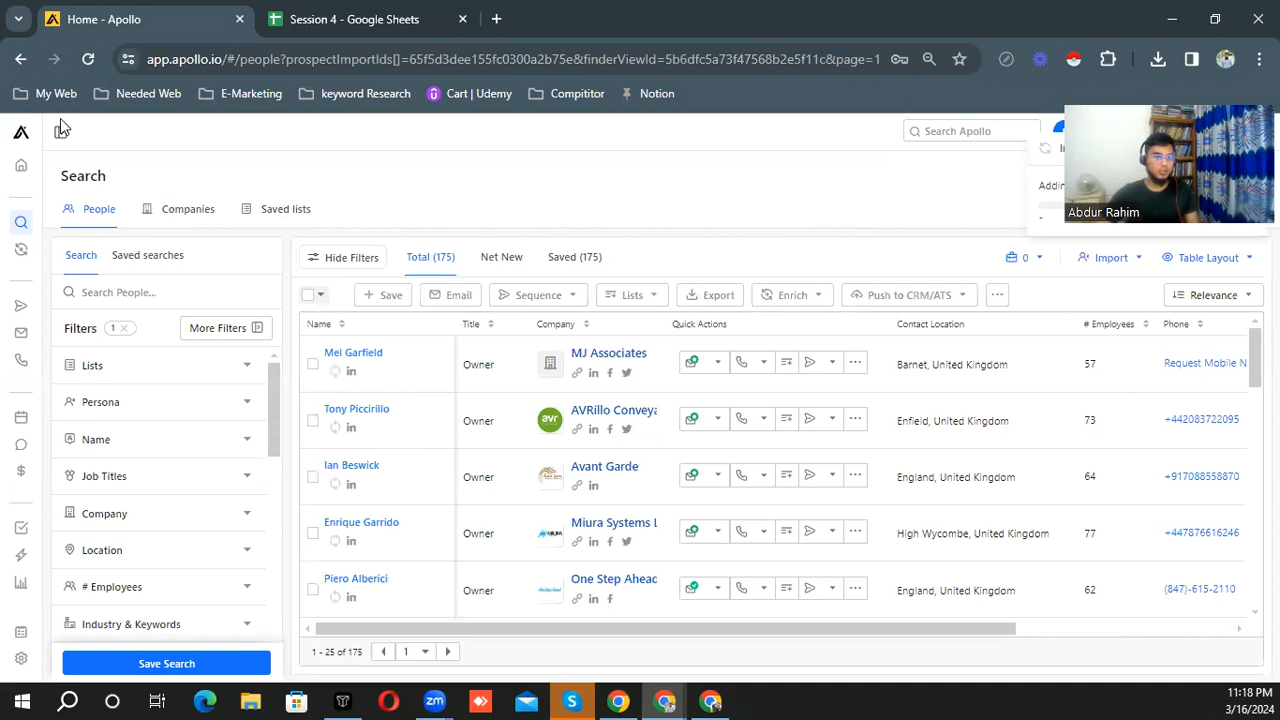 Home - Apollo
Session 4 - Google Sheets
app.apollo.io/#/people?prospectImportIds[]=65f5d3dee155fc0300a2b75e&finderViewId=5b6dfc5a73f47568b2e5f11c&page=1
My Web
Needed Web
E-Marketing
keyword Research
Cart | Udemy
Compititor
Notion
Search Apollo
Search
Addin
Abdur Rahim
People
Companies
Saved lists
Search
Saved searches
Hide Filters
Total (175)
Net New
Saved (175)
0
Import
Table Layout
Search People...
Save
Email
Sequence
Lists
Export
Enrich
Push to CRM/ATS
Relevance
Filters
1
More Filters
Name
Title
Company
Quick Actions
Contact Location
# Employees
Phone
Lists
Persona
Name
Job Titles
Company
Location
# Employees
Industry & Keywords
Save Search
Mel Garfield
Owner
MJ Associates
Barnet, United Kingdom
57
Request Mobile N
Tony Piccirillo
Owner
AVRillo Conveya
Enfield, United Kingdom
73
+442083722095
Ian Beswick
Owner
Avant Garde
England, United Kingdom
64
+917088558870
Enrique Garrido
Owner
Miura Systems L
High Wycombe, United Kingdom
77
+447876616246
Piero Alberici
Owner
One Step Ahead
England, United Kingdom
62
(847)-615-2110
1 - 25 of 175
1
11:18 PM
3/16/2024